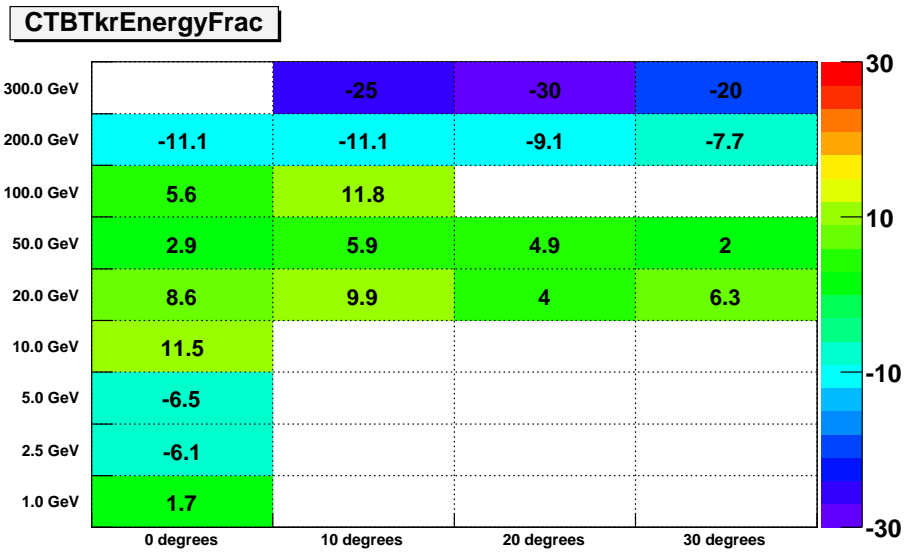 CTBTkrEnergyFrac
300.0 GeV -25 -30 -20
200.0 GeV -11.1 -11.1 -9.1 -7.7
100.0 GeV 5.6 11.8
50.0 GeV 2.9 5.9 4.9 2
20.0 GeV 8.6 9.9 4 6.3
10.0 GeV 11.5
5.0 GeV -6.5
2.5 GeV -6.1
1.0 GeV 1.7
0 degrees 10 degrees 20 degrees 30 degrees
30
10
-10
-30